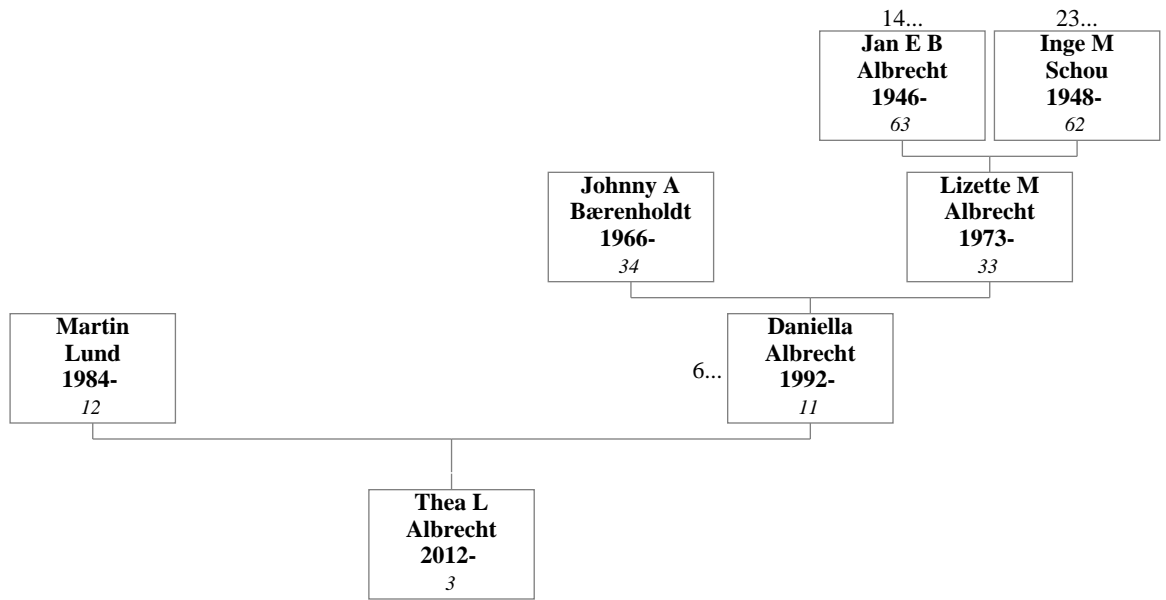 14...
Jan E B
Albrecht
1946-
63
23...
Inge M
Schou
1948-
62
Johnny A
Bærenholdt
1966-
34
Lizette M
Albrecht
1973-
33
Martin
Lund
1984-
12
6...
Daniella
Albrecht
1992-
11
Thea L
Albrecht
2012-
3